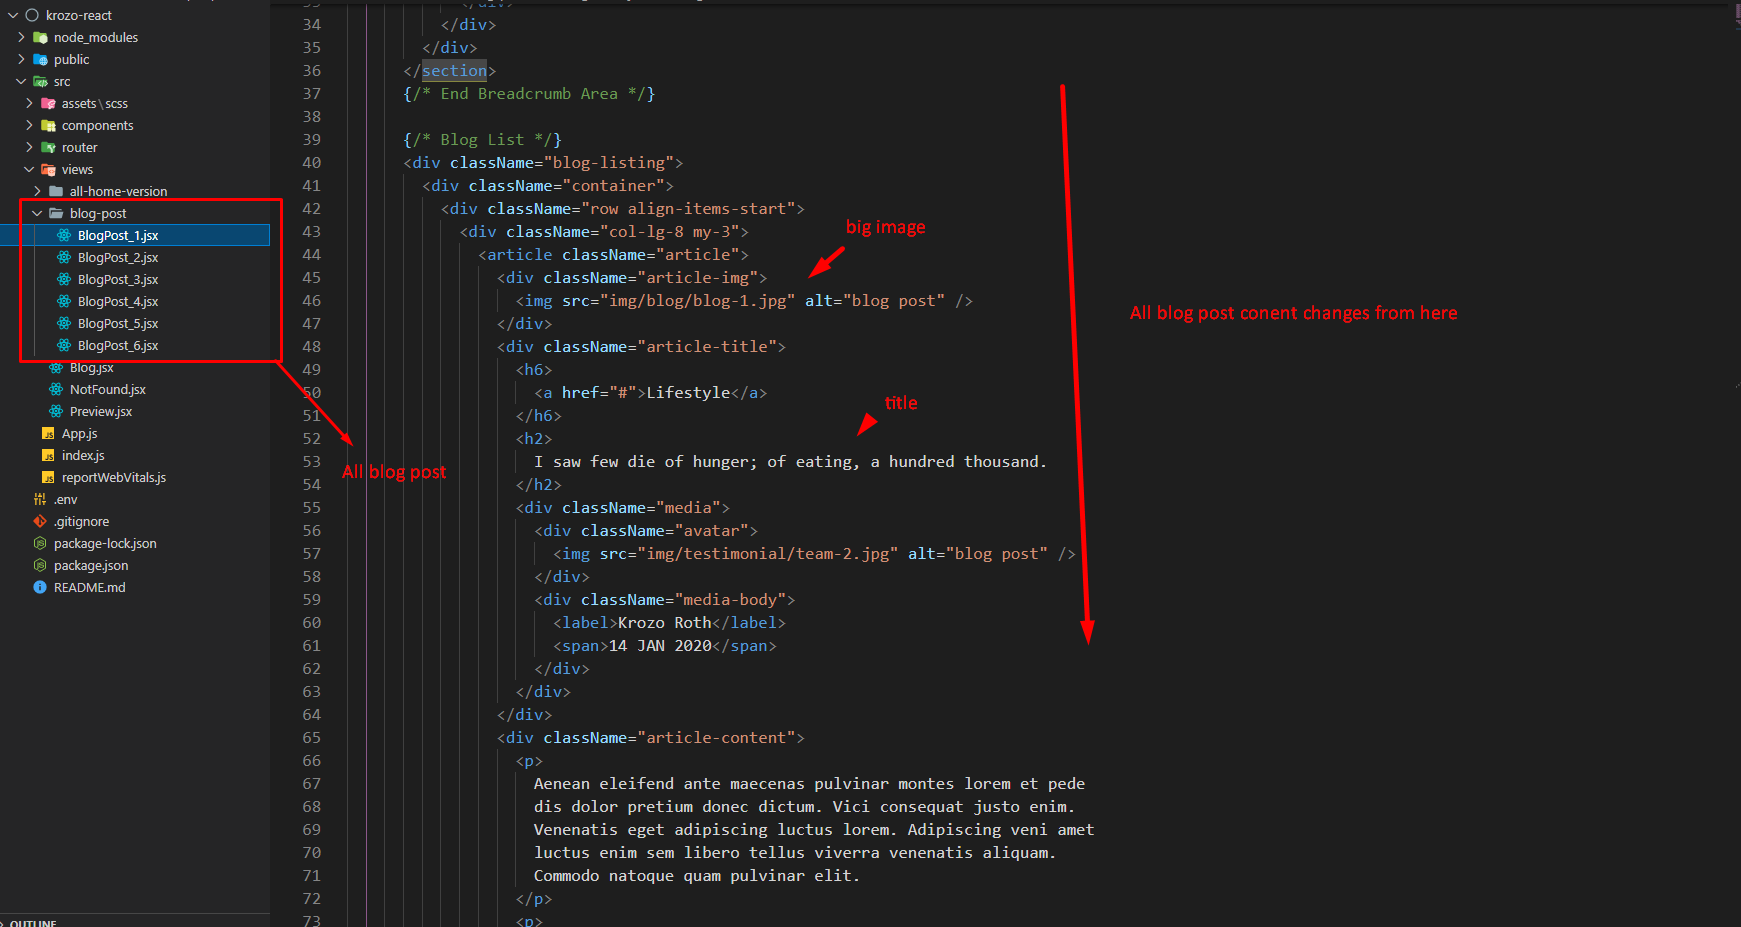 krozo-react
node_modules
public
src
assets\scss
components
router
views
all-home-version
blog-post
BlogPost_1.jsx
BlogPost_2.jsx
BlogPost_3.jsx
BlogPost_4.jsx
BlogPost_5.jsx
BlogPost_6.jsx
Blog.jsx
NotFound.jsx
Preview.jsx
JS App.js
JS index.js
JS reportWebVitals.js
.env
.gitignore
package-lock.json
package.json
README.md
OUTLINE
All blog post
33 </div>
34 </div>
35 </div>
36 </section>
37 {/* End Breadcrumb Area */}
38
39 {/* Blog List */}
40 <div className="blog-listing">
41 <div className="container">
42 <div className="row align-items-start">
43 <div className="col-lg-8 my-3">
44 <article className="article">
45 <div className="article-img">
46 <img src="img/blog/blog-1.jpg" alt="blog post" />
47 </div>
48 <div className="article-title">
49 <h6>
50 <a href="#">Lifestyle</a>
51 </h6>
52 <h2>
53 I saw few die of hunger; of eating, a hundred thousand.
54 </h2>
55 <div className="media">
56 <div className="avatar">
57 <img src="img/testimonial/team-2.jpg" alt="blog post" />
58 </div>
59 <div className="media-body">
60 <label>Krozo Roth</label>
61 <span>14 JAN 2020</span>
62 </div>
63 </div>
64 </div>
65 <div className="article-content">
66 <p>
67 Aenean eleifend ante maecenas pulvinar montes lorem et pede
68 dis dolor pretium donec dictum. Vici consequat justo enim.
69 Venenatis eget adipiscing luctus lorem. Adipiscing veni amet
70 luctus enim sem libero tellus viverra venenatis aliquam.
71 Commodo natoque quam pulvinar elit.
72 </p>
73 <p>
big image
title
All blog post conent changes from here